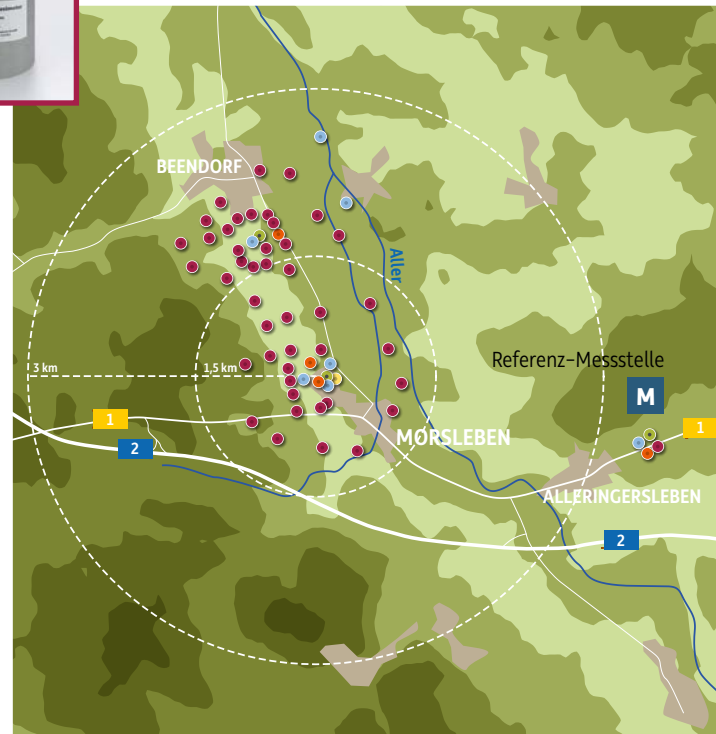 BEENDORF
Aller
Referenz-Messstelle
3 km
1,5 km
M
1
1
2
MORSLEBEN
ALLERINGERSLEBEN
2